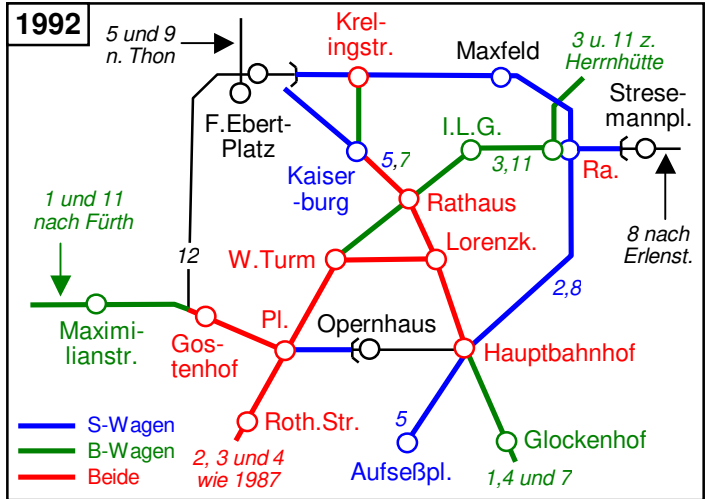 1992
5 und 9
n. Thon
Krel-
ingstr.
Maxfeld
3 u. 11 z.
Herrnhütte
Strese-
mannpl.
F.Ebert-
Platz
I.L.G.
Kaiser
-burg
5,7
3,11
Ra.
1 und 11
nach Fürth
Rathaus
8 nach
Erlenst.
12
W.Turm
Lorenzk.
2,8
Maximi-
lianstr.
Gos-
tenhof
Pl.
Opernhaus
Hauptbahnhof
S-Wagen
B-Wagen
Beide
Roth.Str.
2, 3 und 4
wie 1987
5
Aufseßpl.
Glockenhof
1,4 und 7